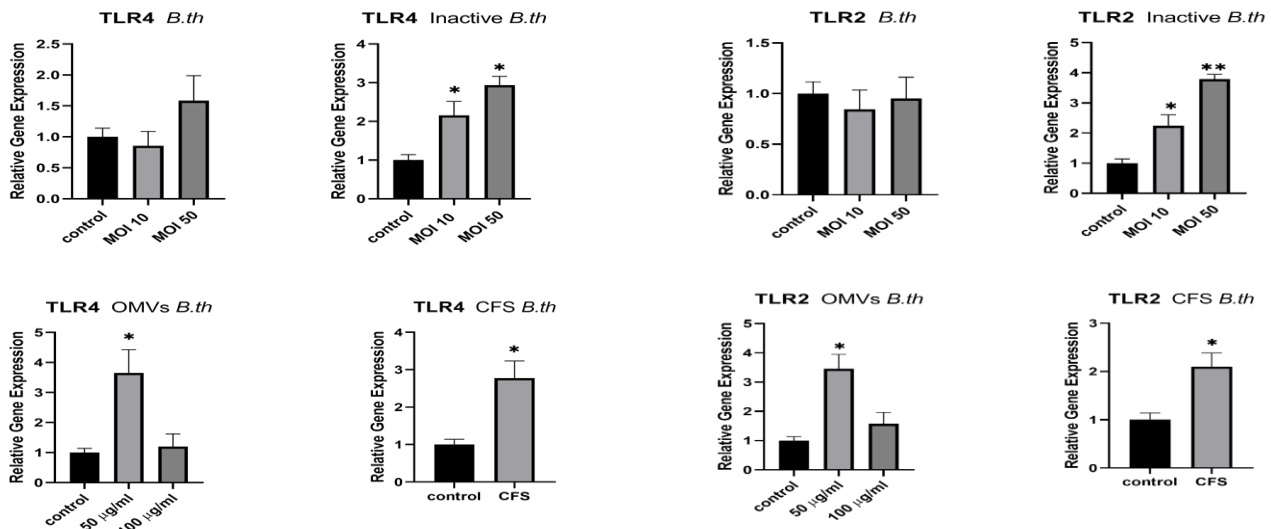 TLR4 B.th
Relative Gene Expression
2.5
2.0
1.5
1.0
0.5
0.0
control
MOI 10
MOI 50
TLR4 Inactive B.th
Relative Gene Expression
4
3
2
1
0
*
*
control
MOI 10
MOI 50
TLR2 B.th
Relative Gene Expression
1.5
1.0
0.5
0.0
control
MOI 10
MOI 50
TLR2 Inactive B.th
Relative Gene Expression
5
4
3
2
1
0
*
**
control
MOI 10
MOI 50
TLR4 OMVs B.th
Relative Gene Expression
5
4
3
2
1
0
*
control
50 µg/ml
100 µg/ml
TLR4 CFS B.th
Relative Gene Expression
4
3
2
1
0
*
control
CFS
TLR2 OMVs B.th
Relative Gene Expression
5
4
3
2
1
0
*
control
50 µg/ml
100 µg/ml
TLR2 CFS B.th
Relative Gene Expression
3
2
1
0
*
control
CFS